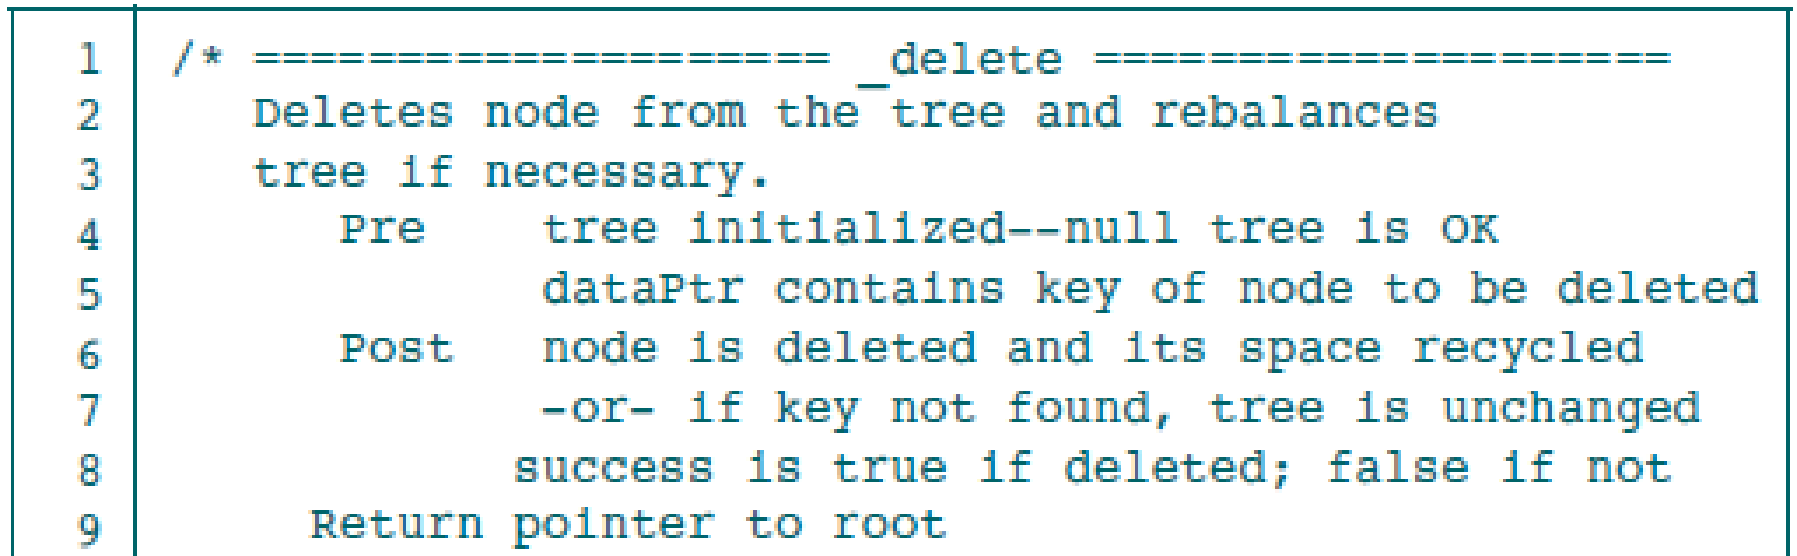 1 /* ==================== _delete ====================
2 Deletes node from the tree and rebalances
3 tree if necessary.
4 Pre tree initialized--null tree is OK
5 dataPtr contains key of node to be deleted
6 Post node is deleted and its space recycled
7 -or- if key not found, tree is unchanged
8 success is true if deleted; false if not
9 Return pointer to root